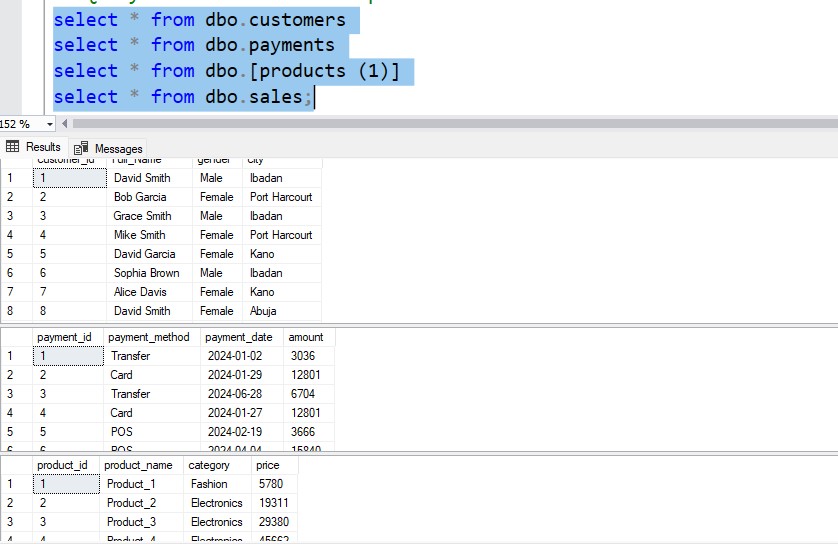 select * from dbo.customers
select * from dbo.payments
select * from dbo.[products (1)]
select * from dbo.sales;
152 %
Results Messages
customer_id Full_Name gender city
1 1 David Smith Male Ibadan
2 2 Bob Garcia Female Port Harcourt
3 3 Grace Smith Male Ibadan
4 4 Mike Smith Female Port Harcourt
5 5 David Garcia Female Kano
6 6 Sophia Brown Male Ibadan
7 7 Alice Davis Female Kano
8 8 David Smith Female Abuja
payment_id payment_method payment_date amount
1 1 Transfer 2024-01-02 3036
2 2 Card 2024-01-29 12801
3 3 Transfer 2024-06-28 6704
4 4 Card 2024-01-27 12801
5 5 POS 2024-02-19 3666
6 6 POS 2024-04-04 15840
product_id product_name category price
1 1 Product_1 Fashion 5780
2 2 Product_2 Electronics 19311
3 3 Product_3 Electronics 29380
4 4 Product_4 Electronics 45662